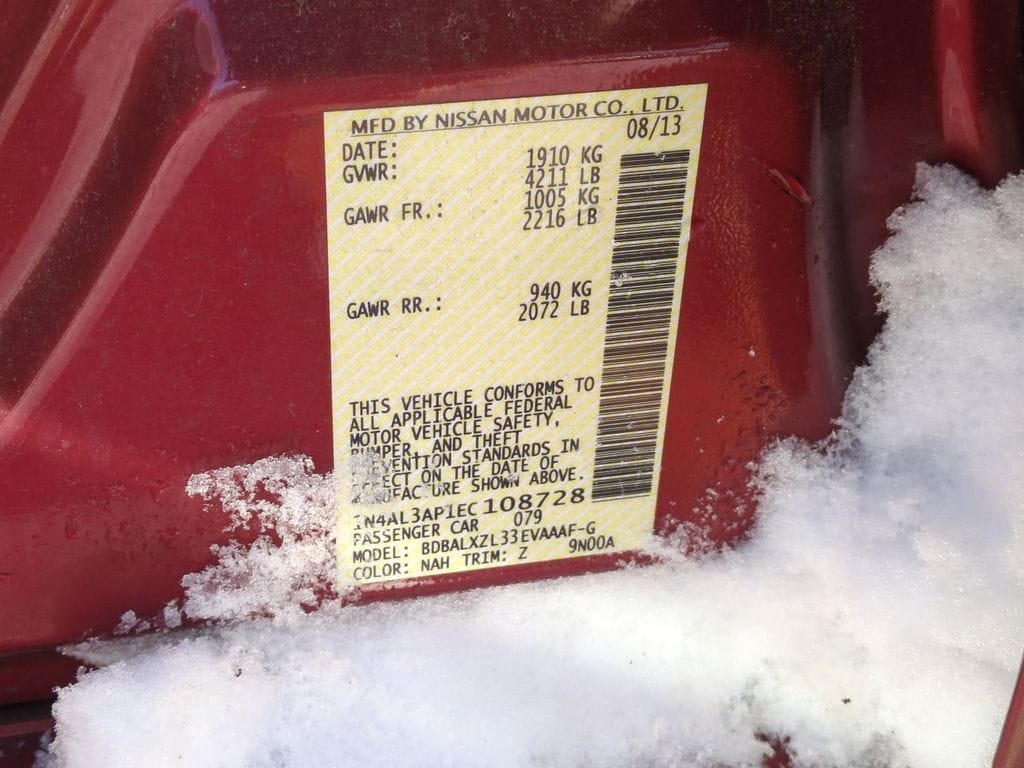 MFD BY NISSAN MOTOR CO., LTD.
DATE: 08/13
GVWR: 1910 KG
4211 LB
GAWR FR.: 1005 KG
2216 LB
GAWR RR.: 940 KG
2072 LB
THIS VEHICLE CONFORMS TO
ALL APPLICABLE FEDERAL
MOTOR VEHICLE SAFETY,
BUMPER, AND THEFT
PREVENTION STANDARDS IN
EFFECT ON THE DATE OF
MANUFACTURE SHOWN ABOVE.
1N4AL3AP1EC108728
PASSENGER CAR 079
MODEL: BDBALXZL33EVAAAF-G
COLOR: NAH TRIM: Z 9N00A